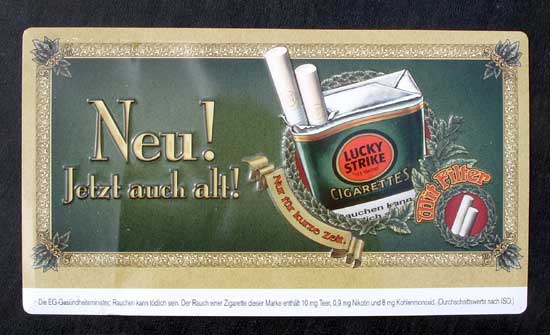 Neu!
Jetzt auch alt!
Nur für kurze Zeit.
LUCKY
STRIKE
CIGARETTES
Rauchen kann
Mit Filter
Die EG-Gesundheitsminister: Rauchen kann tödlich sein. Der Rauch einer Zigarette dieser Marke enthält 10 mg Teer, 0,9 mg Nikotin und 8 mg Kohlenmonoxid. (Durchschnittswerte nach ISO.)